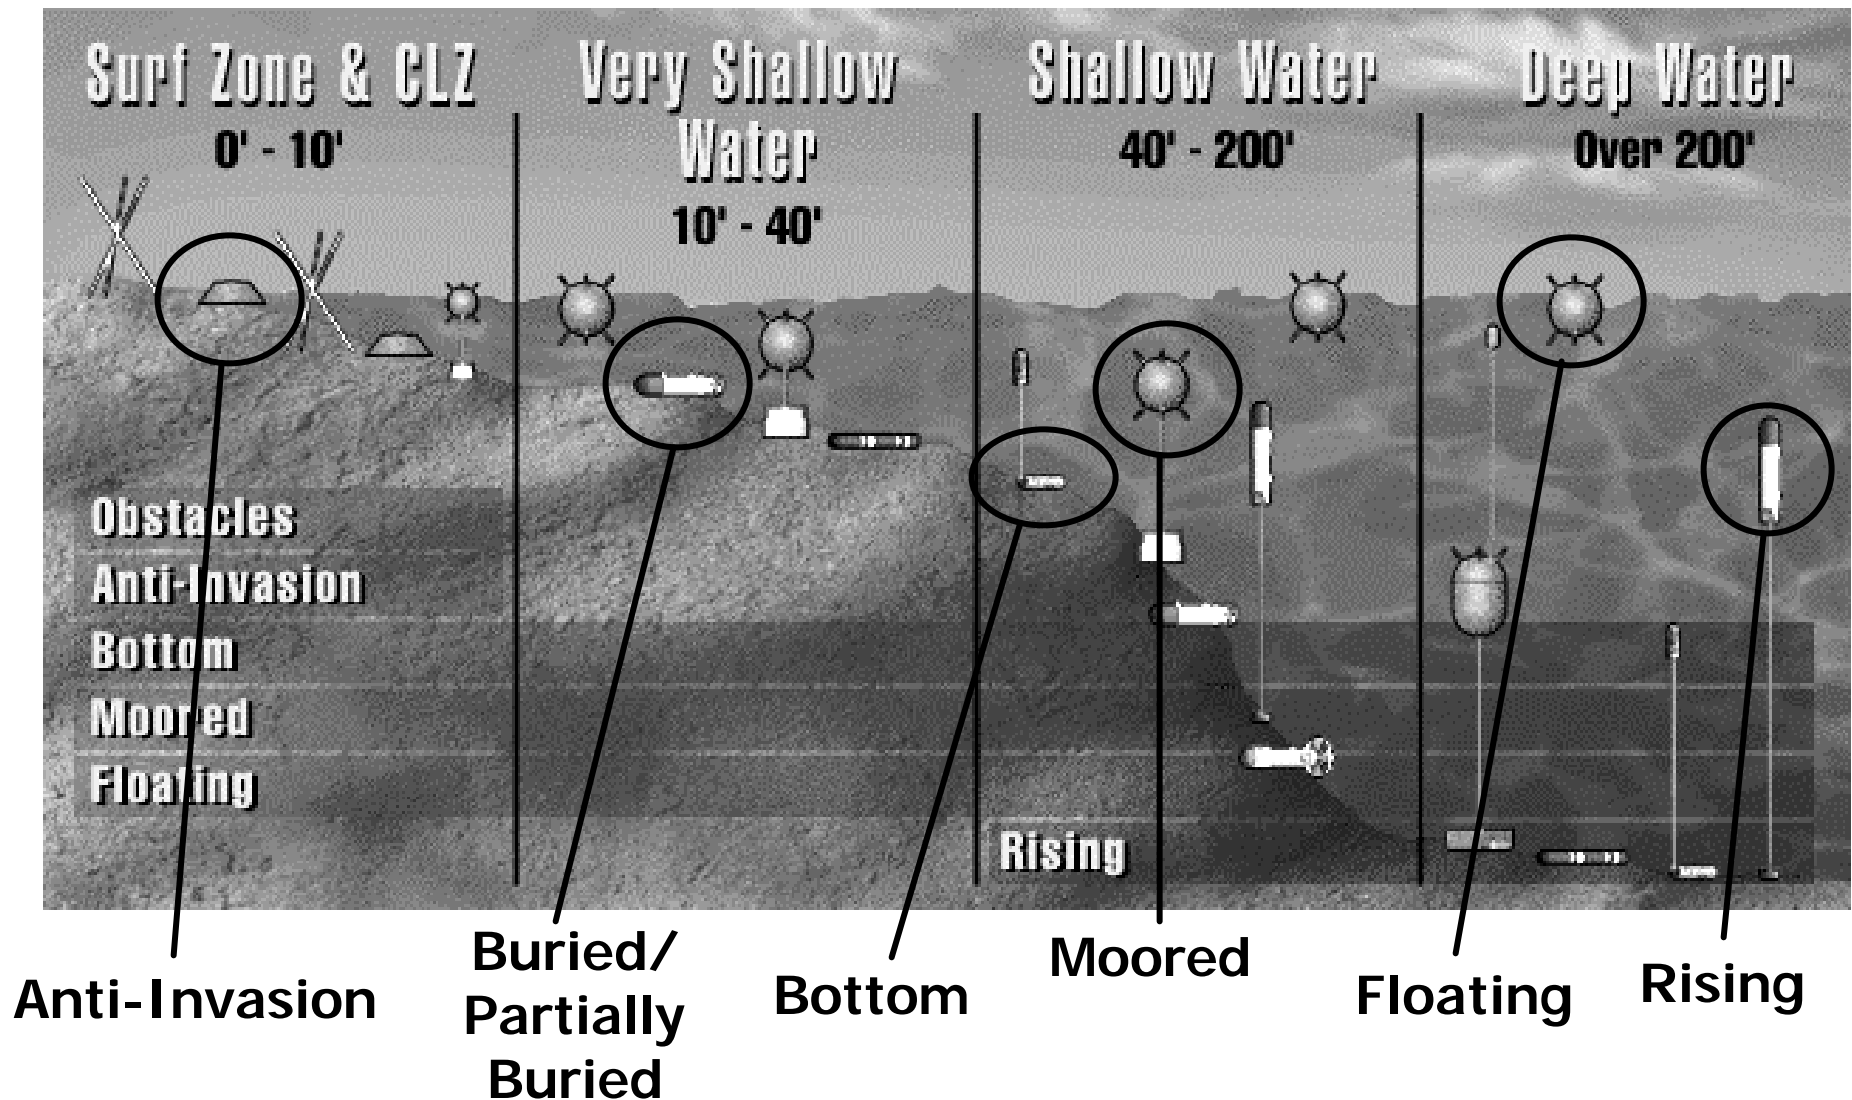 Surf Zone & CLZ
0' - 10'
Very Shallow
Water
10' - 40'
Shallow Water
40' - 200'
Deep Water
Over 200'
Obstacles
Anti-Invasion
Bottom
Moored
Floating
Rising
Anti-Invasion
Buried/
Partially
Buried
Bottom
Moored
Floating
Rising